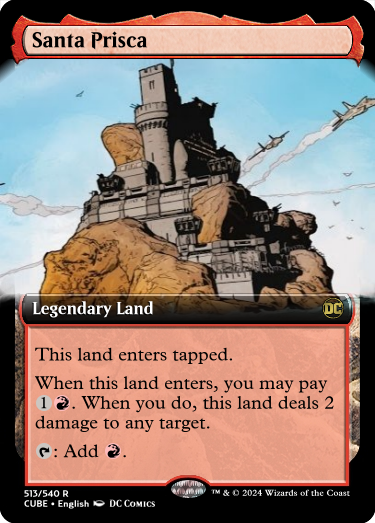 Santa Prisca
Legendary Land
DC
This land enters tapped.
When this land enters, you may pay
1 . When you do, this land deals 2
damage to any target.
: Add .
513/540 R
CUBE • English DC COMICS
™ & © 2024 Wizards of the Coast